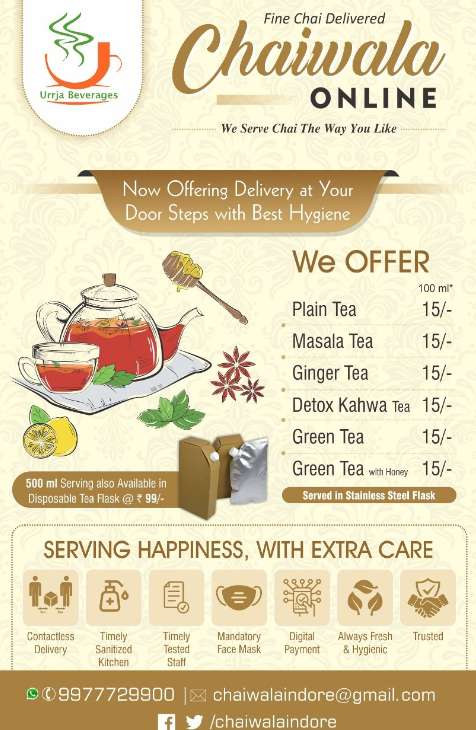 Urrja Beverages
Fine Chai Delivered
Chaiwala
ONLINE
We Serve Chai The Way You Like
Now Offering Delivery at Your
Door Steps with Best Hygiene
We OFFER
100 ml*
Plain Tea 15/-
Masala Tea 15/-
Ginger Tea 15/-
Detox Kahwa Tea 15/-
Green Tea 15/-
Green Tea with Honey 15/-
Served in Stainless Steel Flask
500 ml Serving also Available in
Disposable Tea Flask @ ₹ 99/-
SERVING HAPPINESS, WITH EXTRA CARE
Contactless
Delivery
Timely
Sanitized
Kitchen
Timely
Tested
Staff
Mandatory
Face Mask
Digital
Payment
Always Fresh
& Hygienic
Trusted
9977729900 | chaiwalaindore@gmail.com
/chaiwalaindore